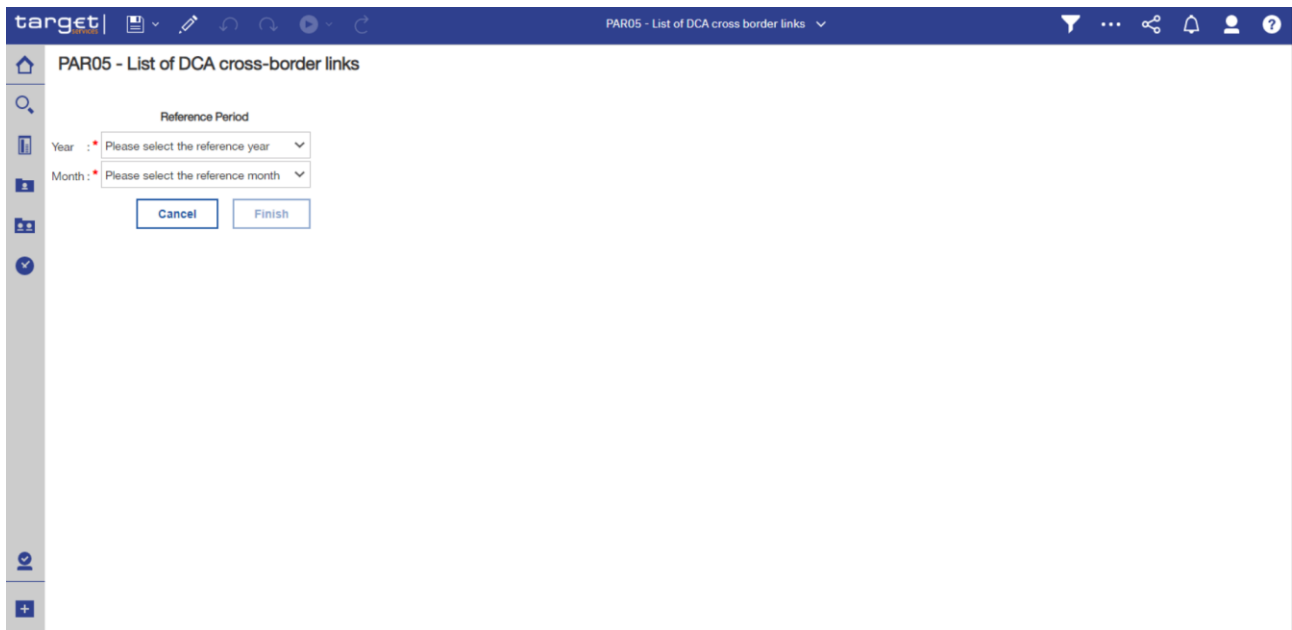 target|
services
PAR05 - List of DCA cross border links
?
PAR05 - List of DCA cross-border links
Reference Period
Year :* Please select the reference year
Month :* Please select the reference month
Cancel Finish